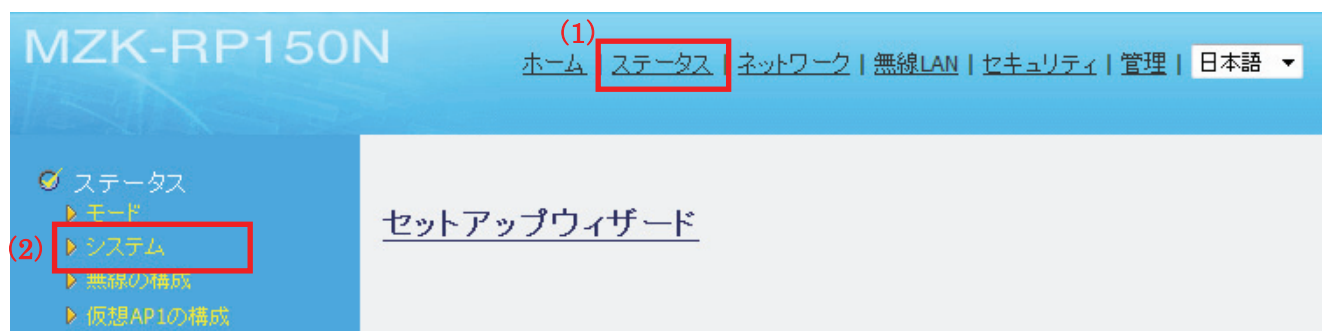 MZK-RP150N
(1)
ホーム | ステータス | ネットワーク | 無線LAN | セキュリティ | 管理 | 日本語
ステータス
モード
(2)
システム
無線の構成
仮想AP1の構成
セットアップウィザード